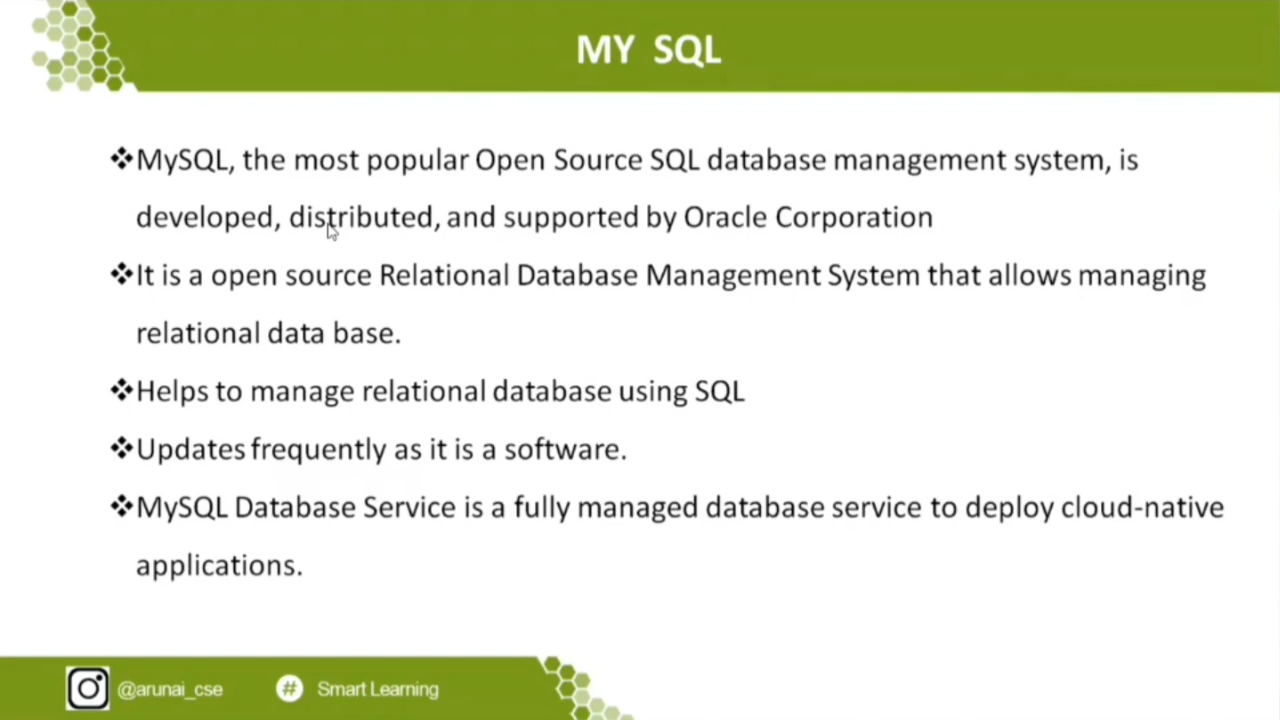 MY SQL
❖MySQL, the most popular Open Source SQL database management system, is
developed, distributed, and supported by Oracle Corporation
❖It is a open source Relational Database Management System that allows managing
relational data base.
❖Helps to manage relational database using SQL
❖Updates frequently as it is a software.
❖MySQL Database Service is a fully managed database service to deploy cloud-native
applications.
@arunai_cse # Smart Learning